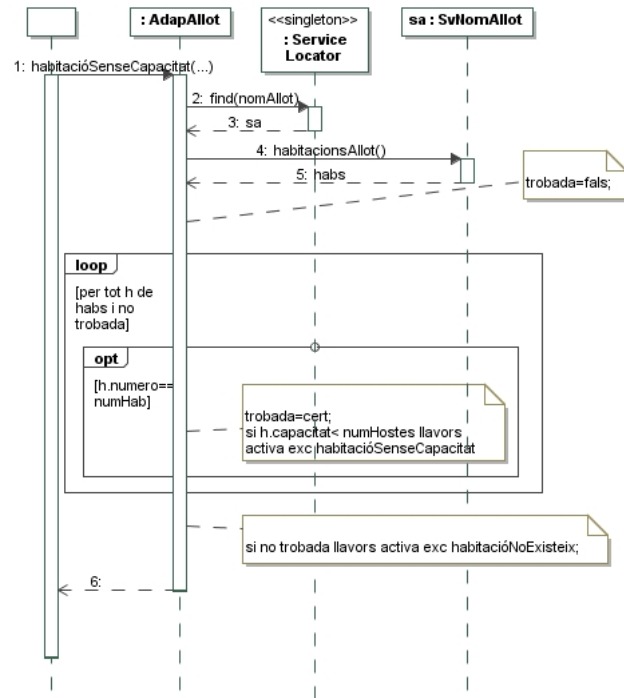 : AdapAllot
<<singleton>>
: Service
Locator
sa : SvNomAllot
1: habitacióSenseCapacitat(...)
2: find(nomAllot)
3: sa
4: habitacionsAllot()
5: habs
trobada=fals;
loop
[per tot h de
habs i no
trobada]
opt
[h.numero==
numHab]
trobada=cert;
si h.capacitat< numHostes llavors
activa exc habitacióSenseCapacitat
si no trobada llavors activa exc habitacióNoExisteix;
6: